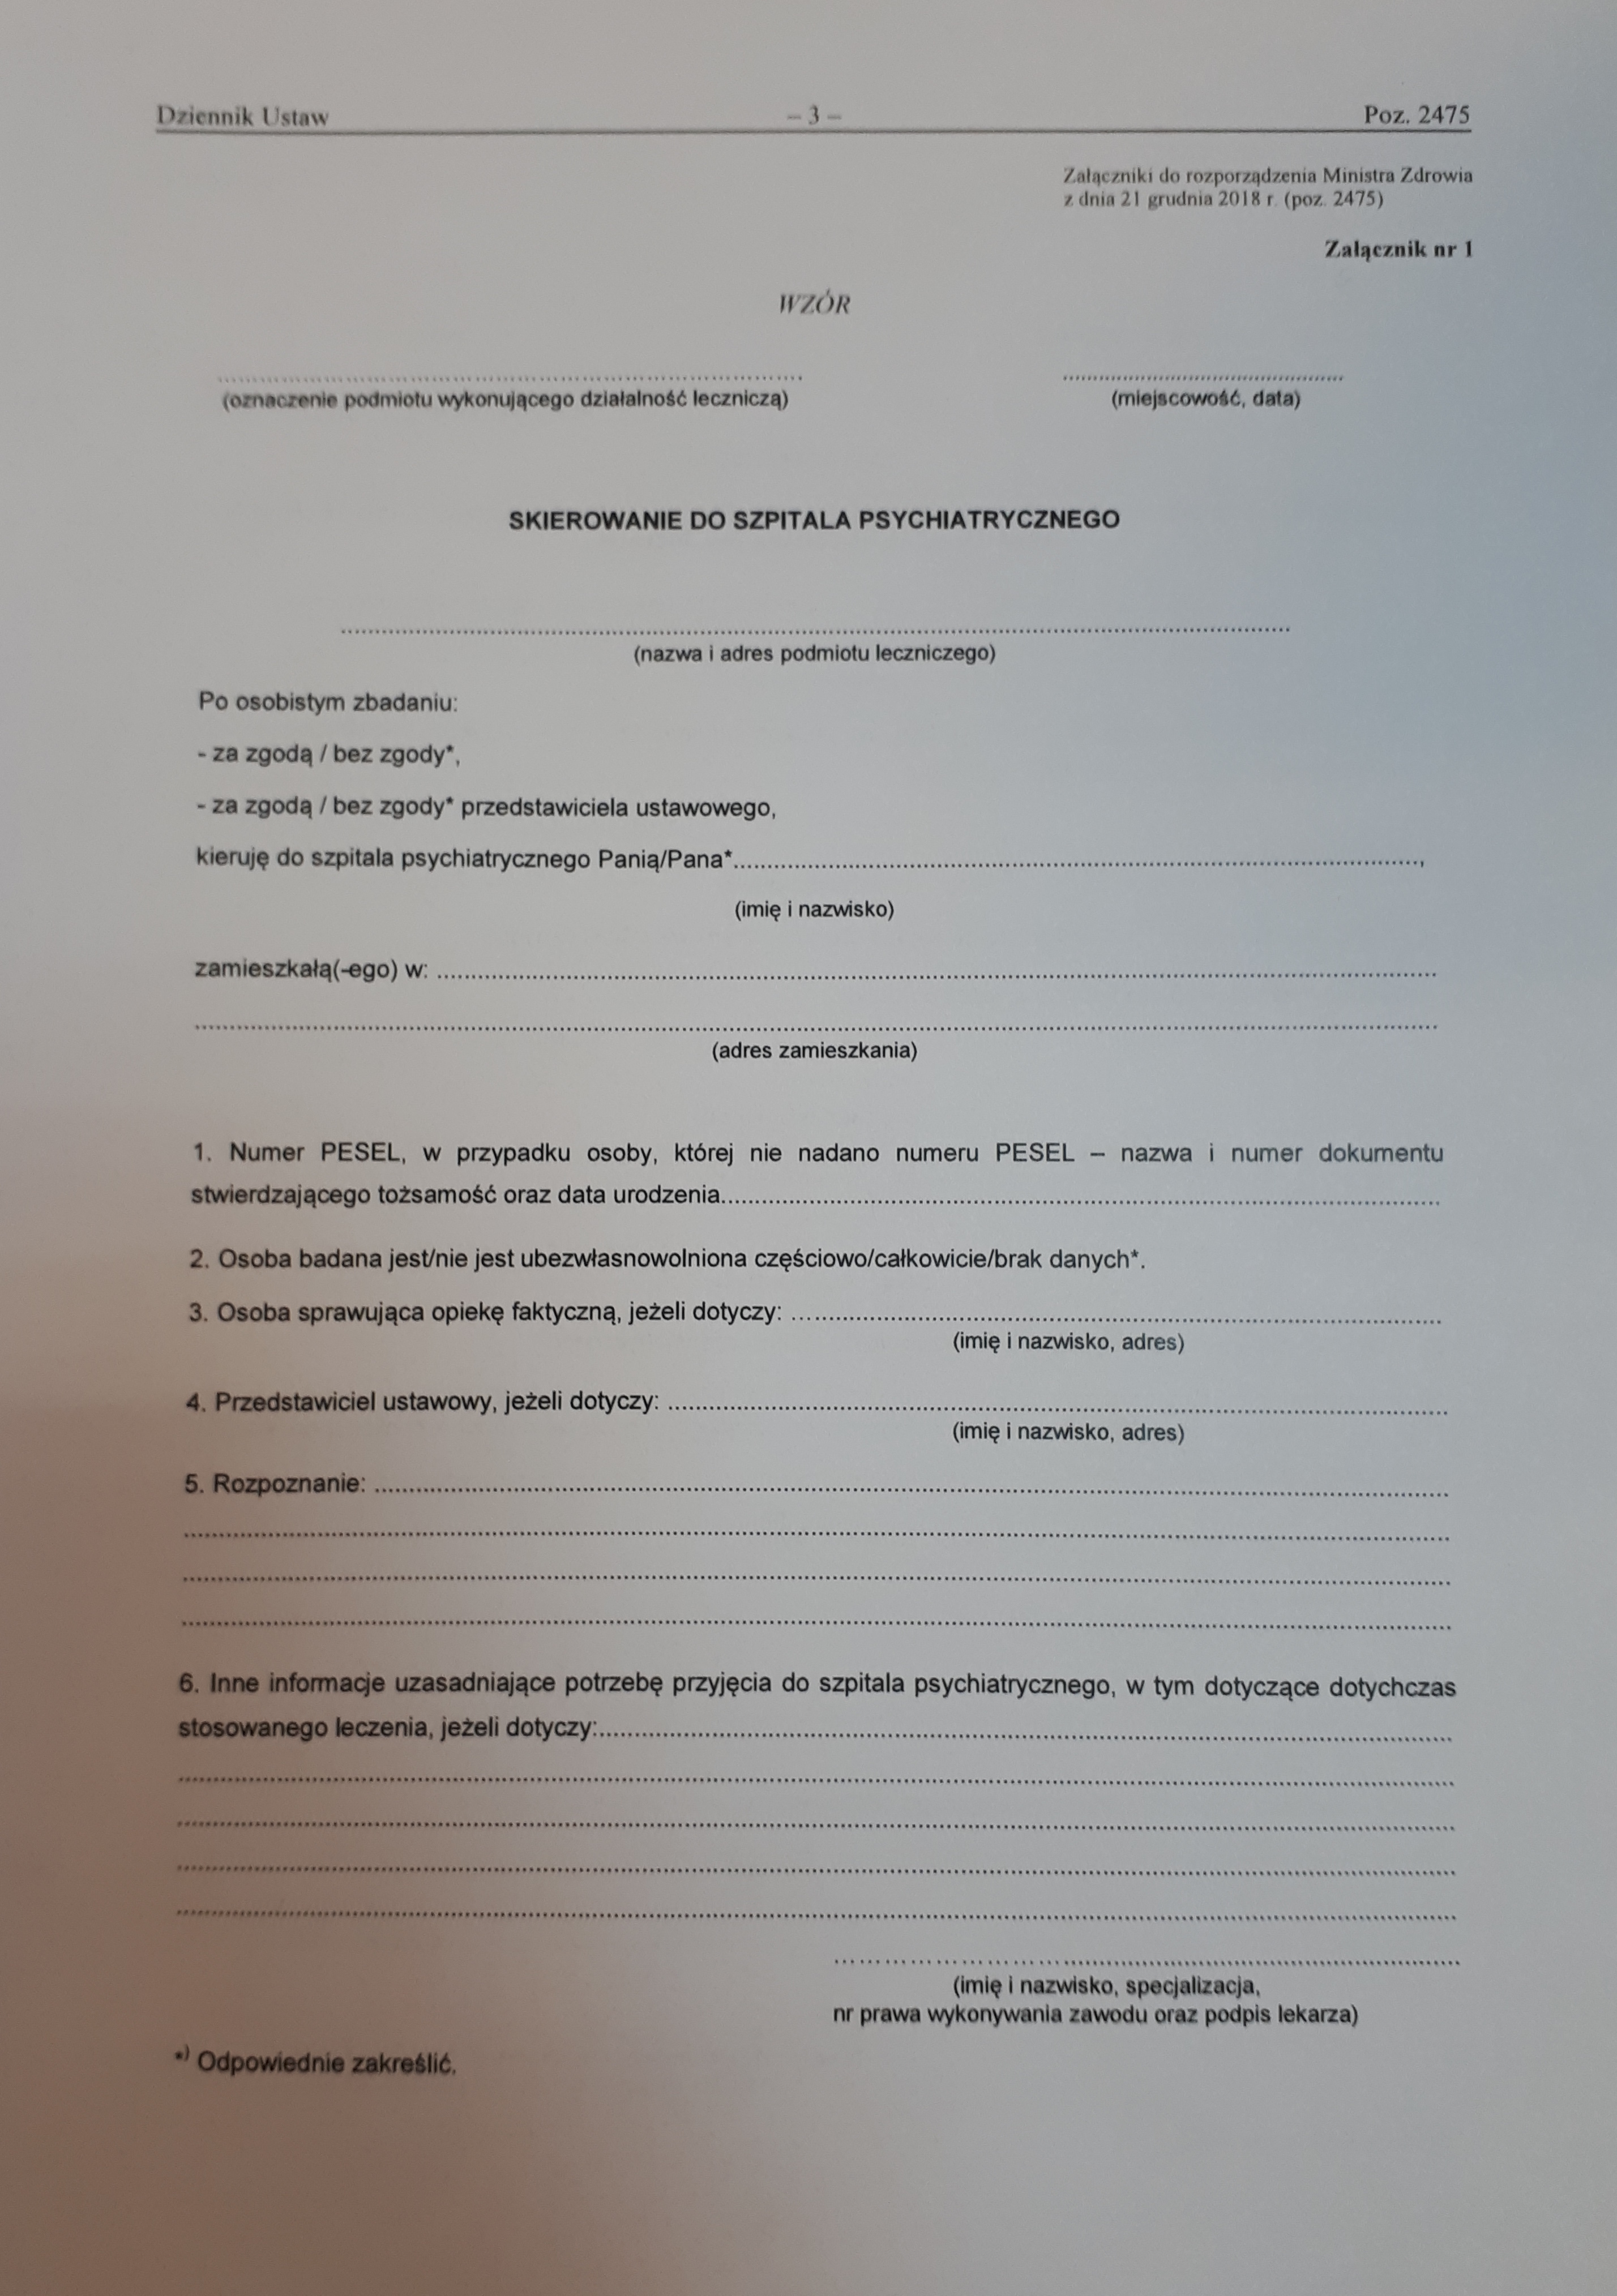 Dziennik Ustaw – 3 – Poz. 2475
Załączniki do rozporządzenia Ministra Zdrowia
z dnia 21 grudnia 2018 r. (poz. 2475)
Załącznik nr 1
WZÓR
(oznaczenie podmiotu wykonującego działalność leczniczą) (miejscowość, data)
SKIEROWANIE DO SZPITALA PSYCHIATRYCZNEGO
(nazwa i adres podmiotu leczniczego)
Po osobistym zbadaniu:
- za zgodą / bez zgody*,
- za zgodą / bez zgody* przedstawiciela ustawowego,
kieruję do szpitala psychiatrycznego Panią/Pana*..............................,
(imię i nazwisko)
zamieszkałą(-ego) w: ..............................
(adres zamieszkania)
1. Numer PESEL, w przypadku osoby, której nie nadano numeru PESEL – nazwa i numer dokumentu
stwierdzającego tożsamość oraz data urodzenia..............................
2. Osoba badana jest/nie jest ubezwłasnowolniona częściowo/całkowicie/brak danych*.
3. Osoba sprawująca opiekę faktyczną, jeżeli dotyczy: ..............................
(imię i nazwisko, adres)
4. Przedstawiciel ustawowy, jeżeli dotyczy: ..............................
(imię i nazwisko, adres)
5. Rozpoznanie: ..............................
6. Inne informacje uzasadniające potrzebę przyjęcia do szpitala psychiatrycznego, w tym dotyczące dotychczas
stosowanego leczenia, jeżeli dotyczy:..............................
(imię i nazwisko, specjalizacja,
nr prawa wykonywania zawodu oraz podpis lekarza)
*) Odpowiednie zakreślić.